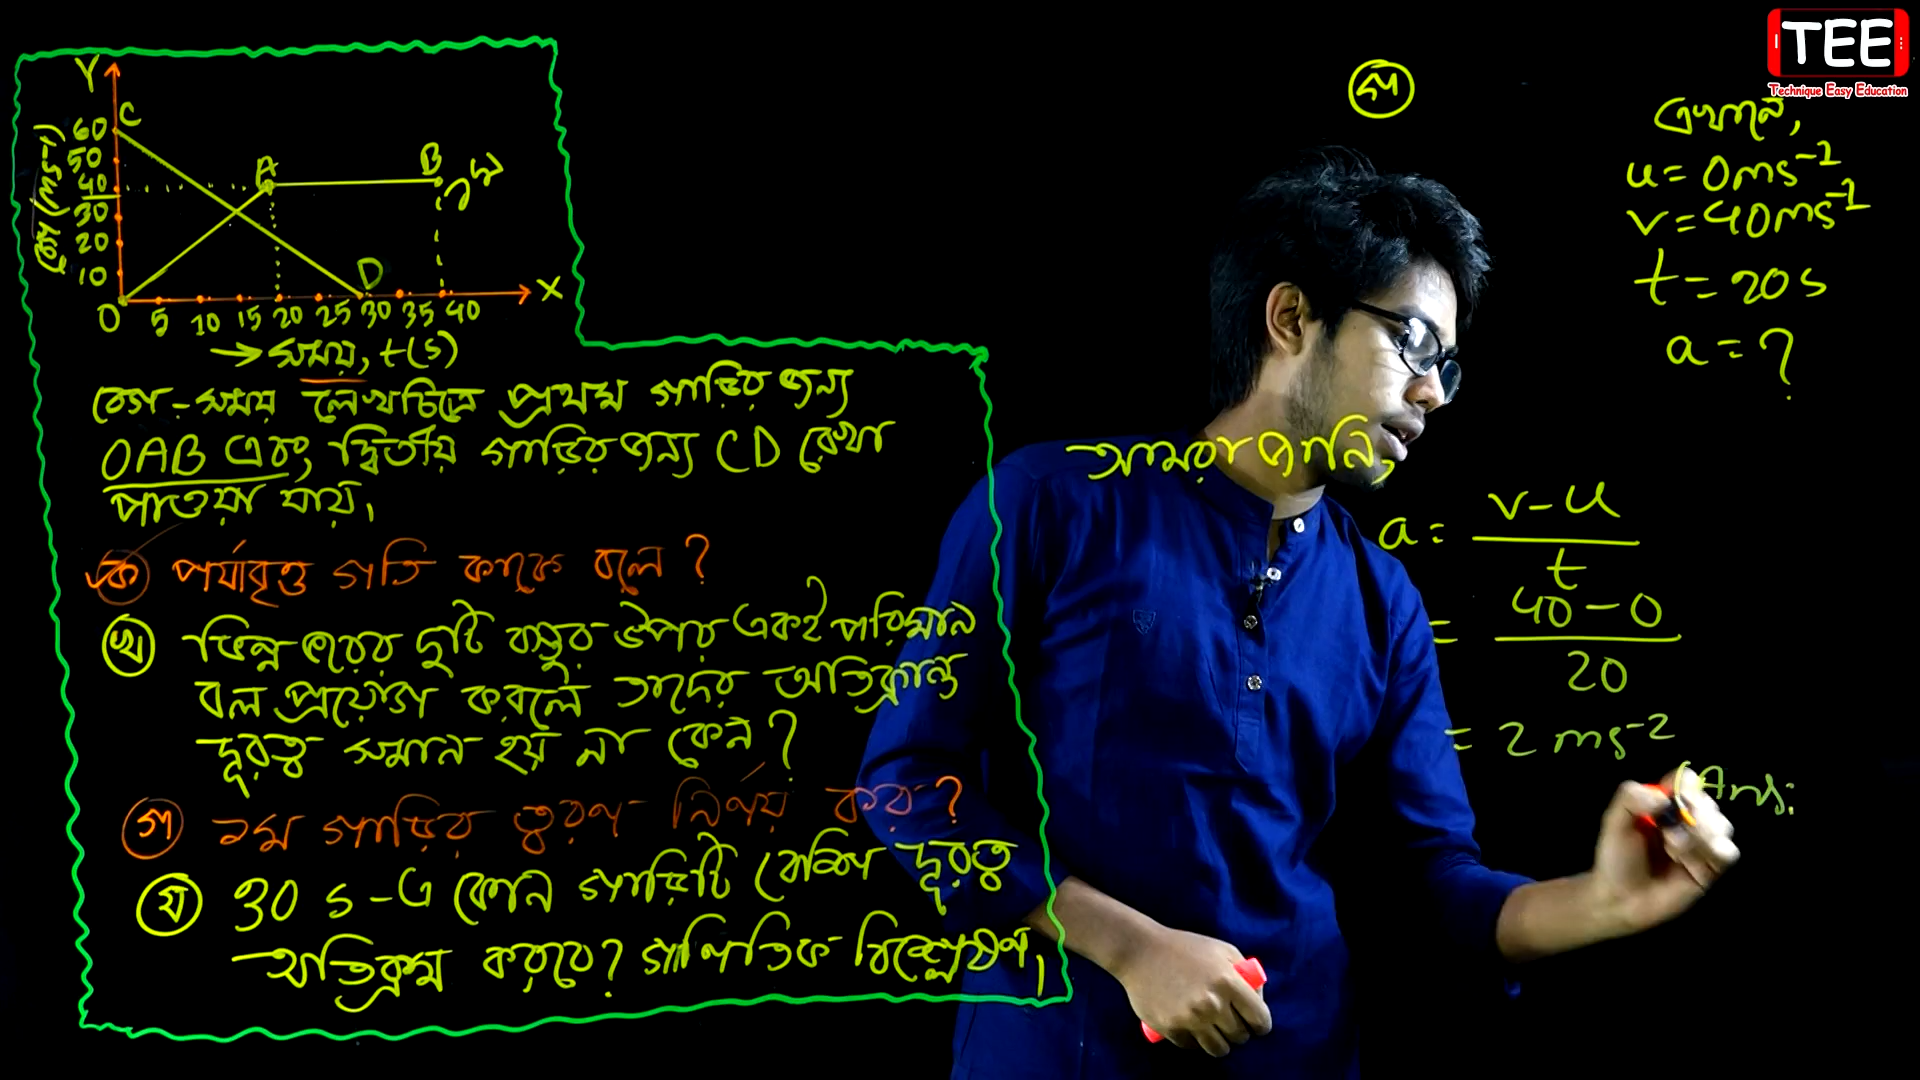 TEE
Technique Easy Education
Y
C
60
50
40
30
20
10
বেগ (ms⁻¹)
A
B
১ম
D
X
0 5 10 15 20 25 30 35 40
→ সময়, t(s)
বেগ-সময় লেখচিত্রে প্রথম গাড়ির জন্য
OAB এবং দ্বিতীয় গাড়ির জন্য CD রেখা
পাওয়া যায়।
ক পর্যাবৃত্ত গতি কাকে বলে?
খ ভিন্ন ভরের দুটি বস্তুর উপর একই পরিমান
বল প্রয়োগ করলে তাদের অতিক্রান্ত
দূরত্ব সমান হয় না কেন?
গ ১ম গাড়ির ত্বরণ নির্ণয় কর?
ঘ 30 s-এ কোন গাড়িটি বেশি দূরত্ব
অতিক্রম করবে? গাণিতিক বিশ্লেষণ।
গ
এখানে,
u = 0ms⁻¹
v = 40ms⁻¹
t = 20s
a = ?
আমরা জানি,
a = v-u
t
= 40-0
20
= 2 ms⁻²
(Ans: